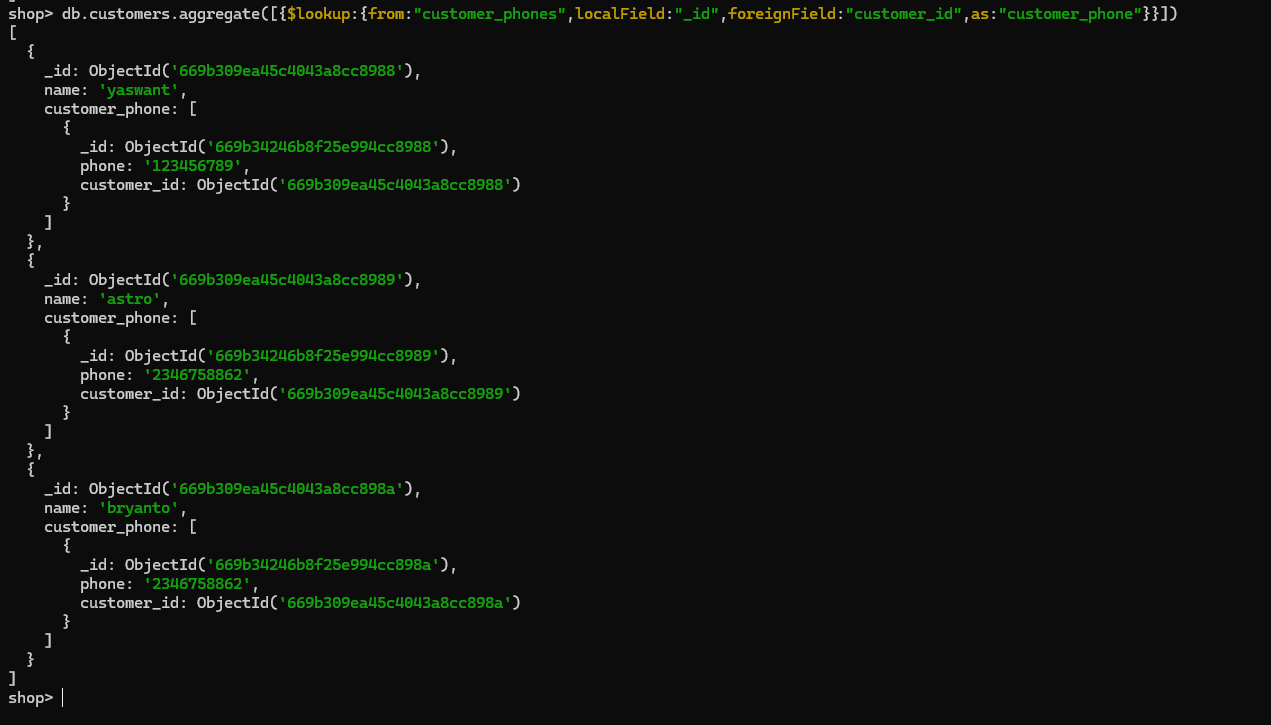 shop> db.customers.aggregate([{$lookup:{from:"customer_phones",localField:"_id",foreignField:"customer_id",as:"customer_phone"}}])
[
  {
    _id: ObjectId('669b309ea45c4043a8cc8988'),
    name: 'yaswant',
    customer_phone: [
      {
        _id: ObjectId('669b34246b8f25e994cc8988'),
        phone: '123456789',
        customer_id: ObjectId('669b309ea45c4043a8cc8988')
      }
    ]
  },
  {
    _id: ObjectId('669b309ea45c4043a8cc8989'),
    name: 'astro',
    customer_phone: [
      {
        _id: ObjectId('669b34246b8f25e994cc8989'),
        phone: '2346758862',
        customer_id: ObjectId('669b309ea45c4043a8cc8989')
      }
    ]
  },
  {
    _id: ObjectId('669b309ea45c4043a8cc898a'),
    name: 'bryanto',
    customer_phone: [
      {
        _id: ObjectId('669b34246b8f25e994cc898a'),
        phone: '2346758862',
        customer_id: ObjectId('669b309ea45c4043a8cc898a')
      }
    ]
  }
]
shop>